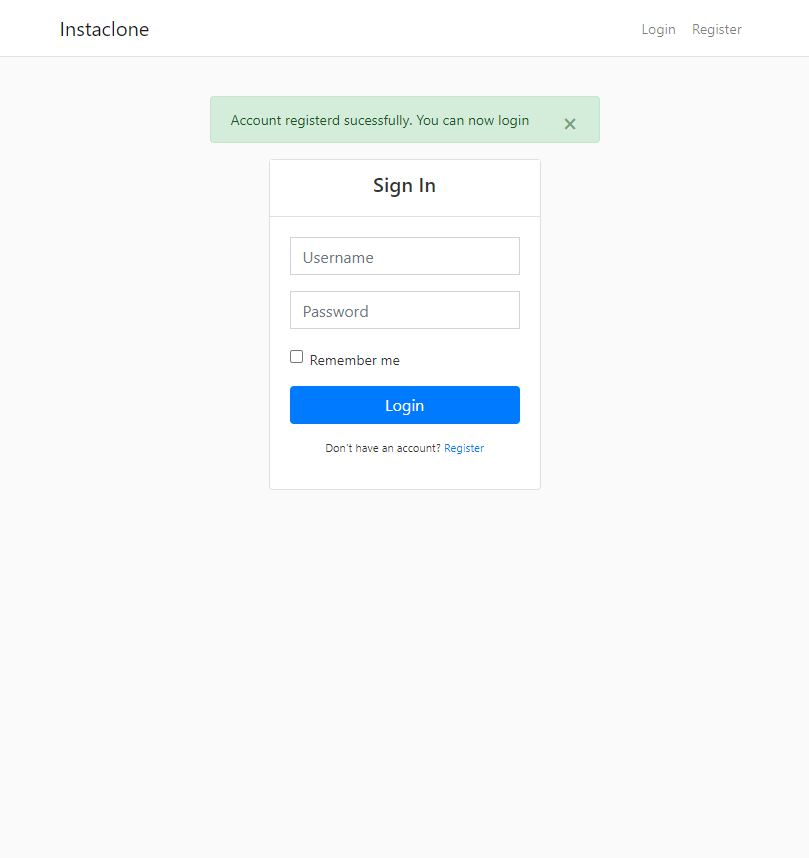 Instaclone
Login Register
Account registerd sucessfully. You can now login ×
Sign In
Username
Password
Remember me
Login
Don't have an account? Register